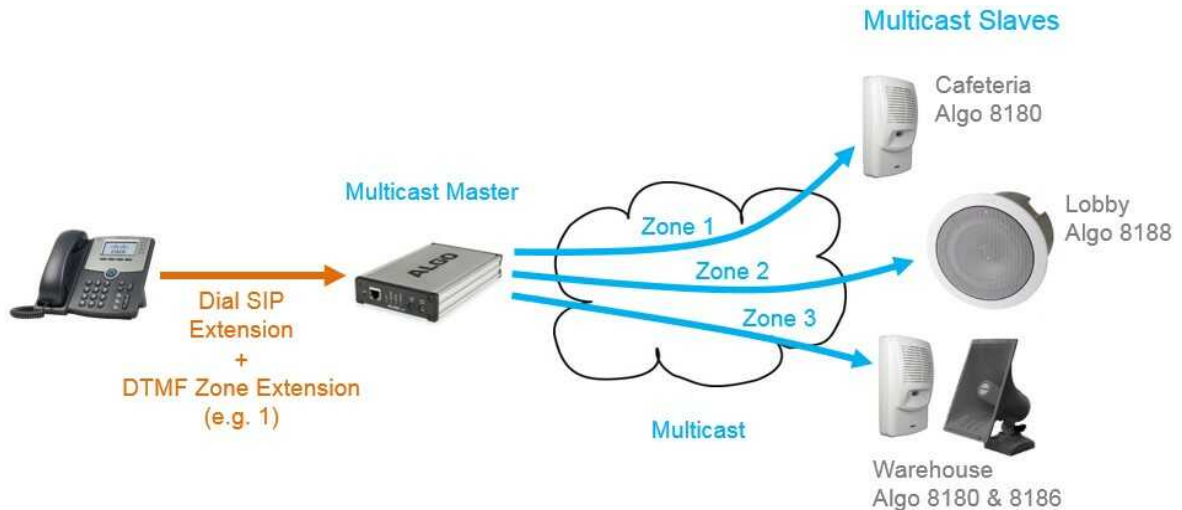 Multicast Slaves
Cafeteria
Algo 8180
Multicast Master
Zone 1
Lobby
Algo 8188
ALGO
Zone 2
Dial SIP
Extension
+
DTMF Zone Extension
(e.g. 1)
Zone 3
Multicast
Warehouse
Algo 8180 & 8186